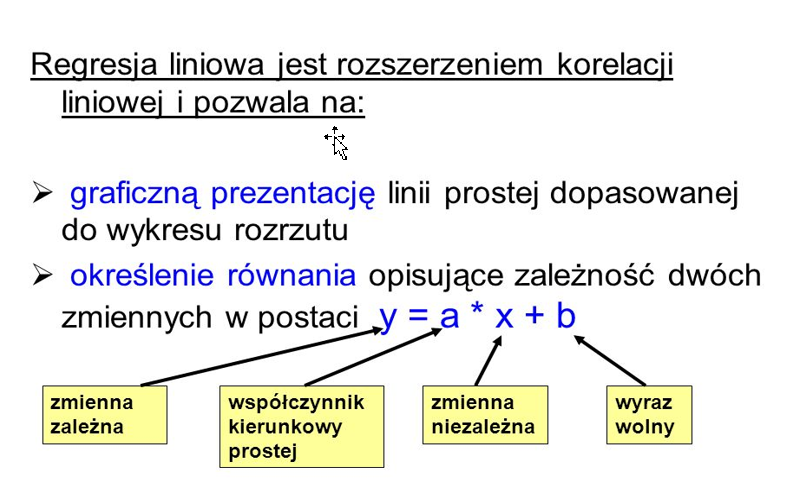 Regresja liniowa jest rozszerzeniem korelacji
liniowej i pozwala na:
graficzną prezentację linii prostej dopasowanej
do wykresu rozrzutu
określenie równania opisujące zależność dwóch
zmiennych w postaci y = a * x + b
zmienna
zależna
współczynnik
kierunkowy
prostej
zmienna
niezależna
wyraz
wolny